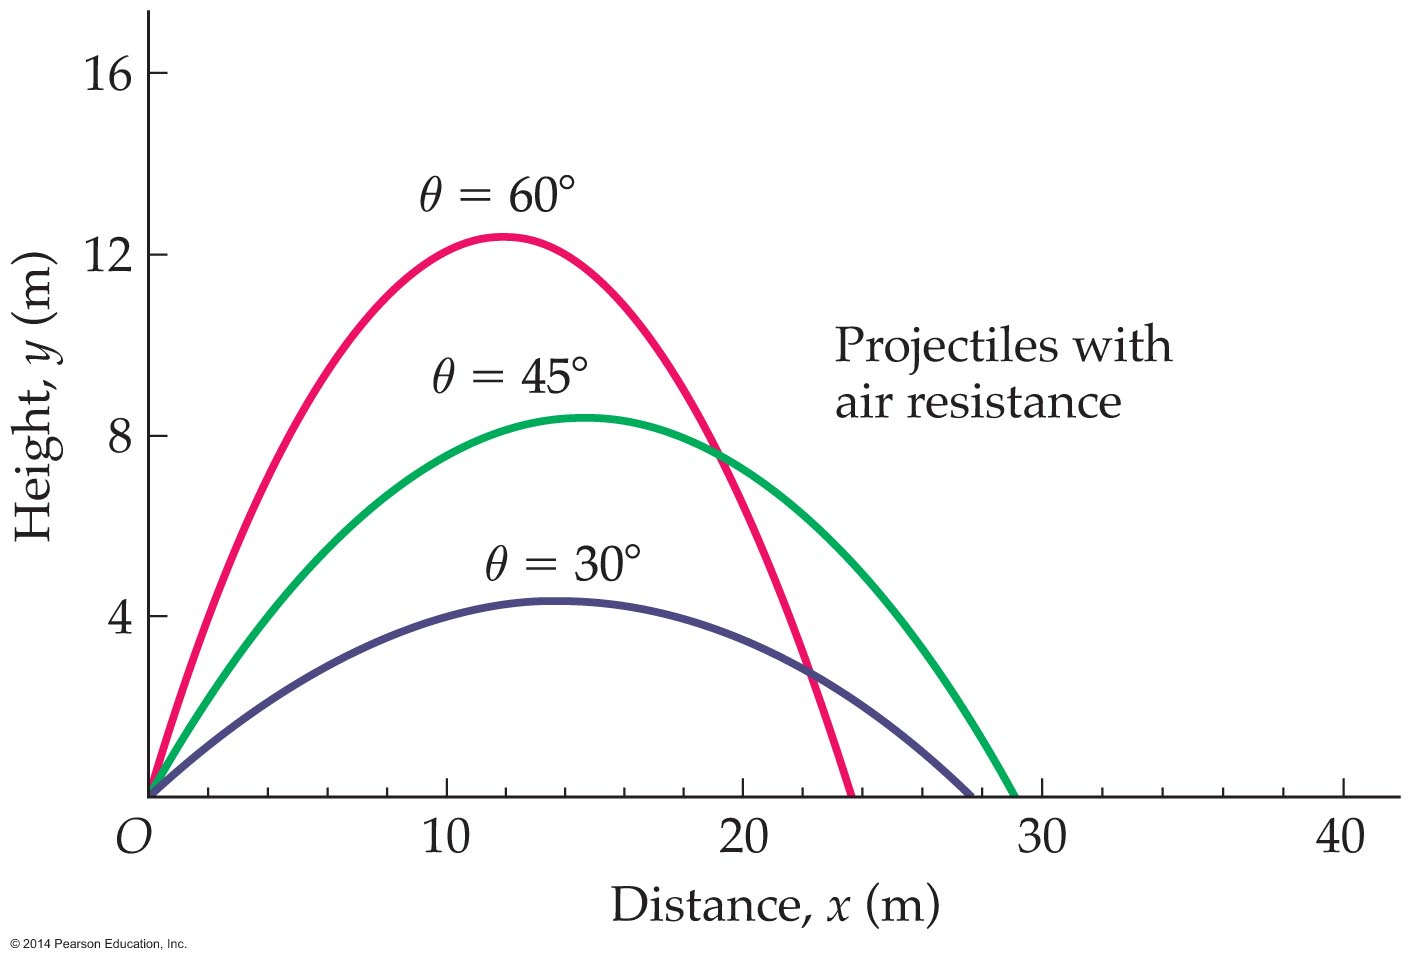 16
θ = 60°
12
Height, y (m)
Projectiles with
air resistance
θ = 45°
8
θ = 30°
4
O 10 20 30 40
Distance, x (m)
© 2014 Pearson Education, Inc.